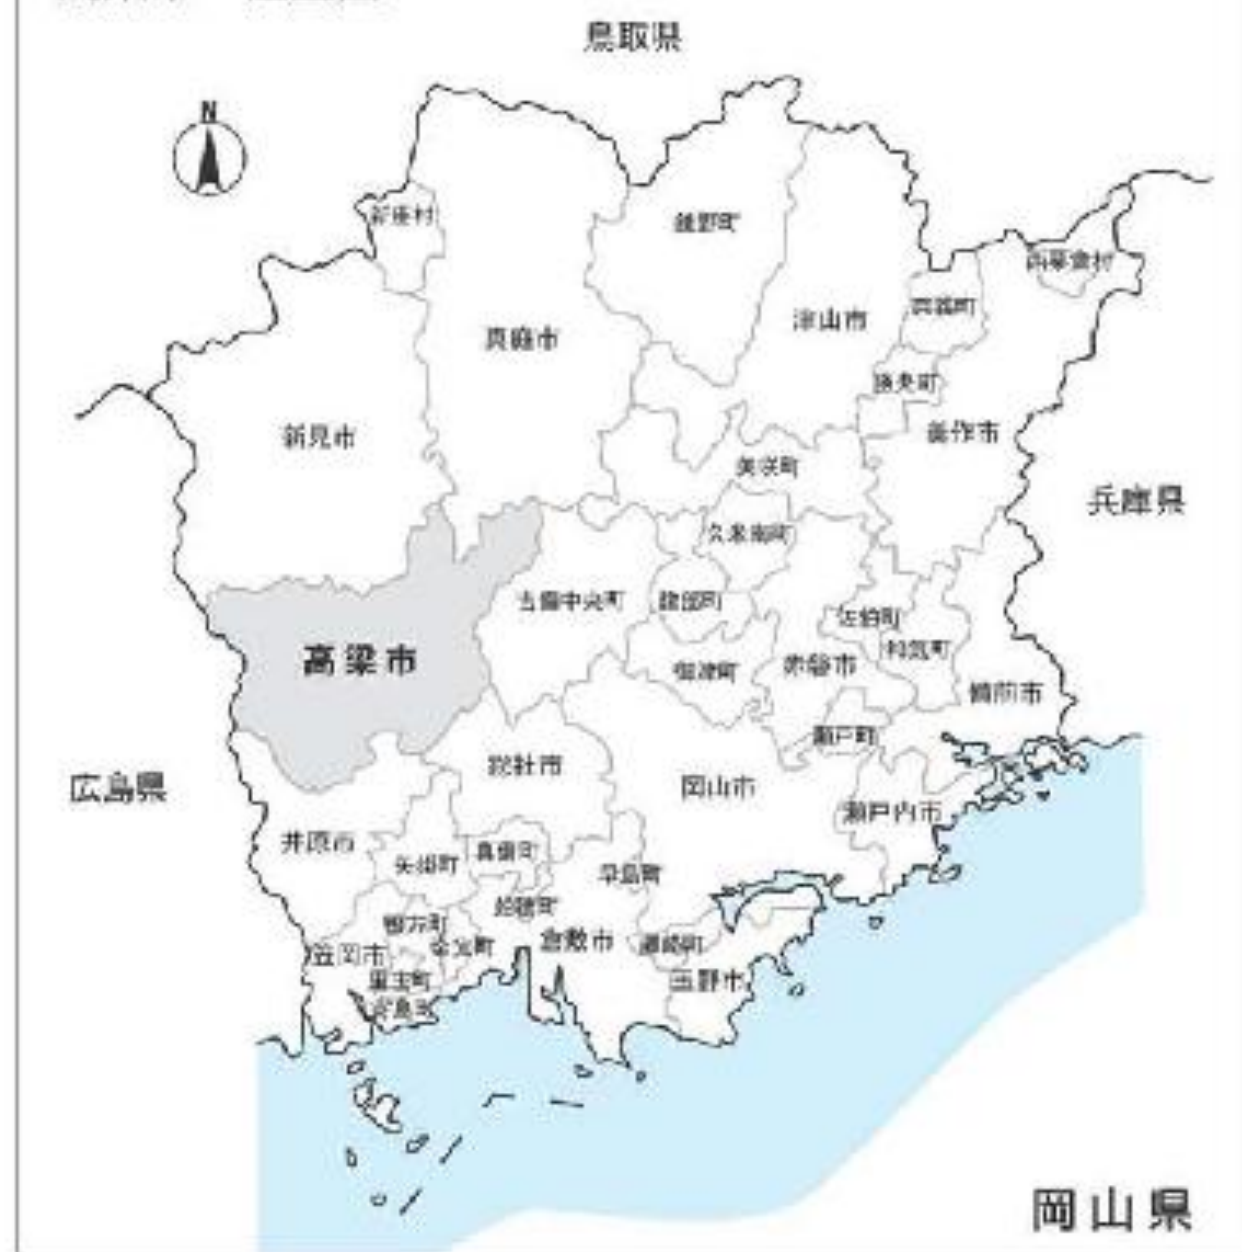 鳥取県
N
新庄村
鏡野町
西粟倉村
奈義町
津山市
真庭市
勝央町
新見市
美作市
美咲町
兵庫県
久米南町
吉備中央町
建部町
佐伯町
和気町
高梁市
御津町
赤磐市
備前市
瀬戸町
総社市
岡山市
広島県
瀬戸内市
井原市
矢掛町
真備町
早島町
船穂町
鴨方町
倉敷市
灘崎町
金光町
笠岡市
里庄町
玉野市
寄島町
岡山県